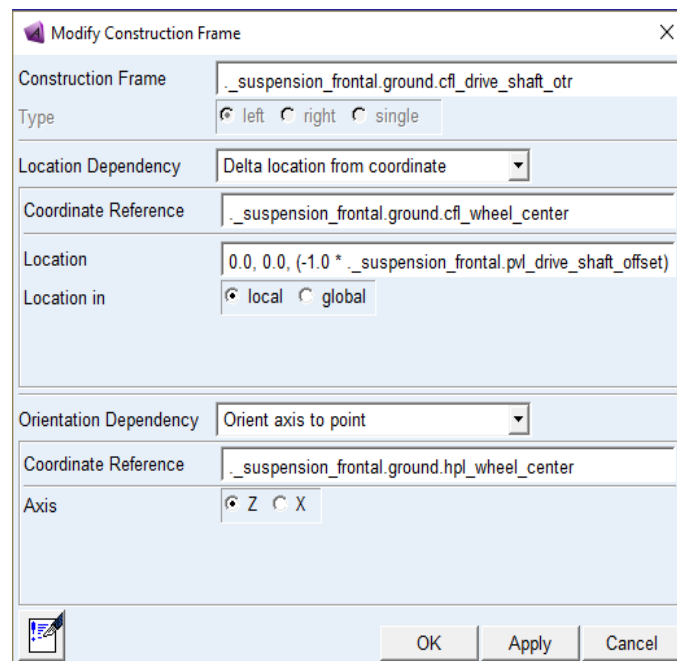 Modify Construction Frame
Construction Frame ._suspension_frontal.ground.cfl_drive_shaft_otr
Type left right single
Location Dependency Delta location from coordinate
Coordinate Reference ._suspension_frontal.ground.cfl_wheel_center
Location 0.0, 0.0, (-1.0 * ._suspension_frontal.pvl_drive_shaft_offset)
Location in local global
Orientation Dependency Orient axis to point
Coordinate Reference ._suspension_frontal.ground.hpl_wheel_center
Axis Z X
OK Apply Cancel